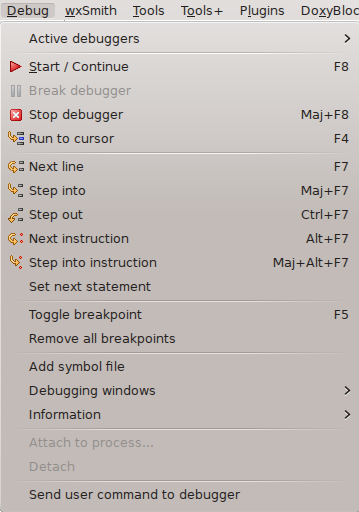 Debug wxSmith Tools Tools+ Plugins DoxyBloc
Active debuggers
Start / Continue F8
Break debugger
Stop debugger Maj+F8
Run to cursor F4
Next line F7
Step into Maj+F7
Step out Ctrl+F7
Next instruction Alt+F7
Step into instruction Maj+Alt+F7
Set next statement
Toggle breakpoint F5
Remove all breakpoints
Add symbol file
Debugging windows
Information
Attach to process...
Detach
Send user command to debugger